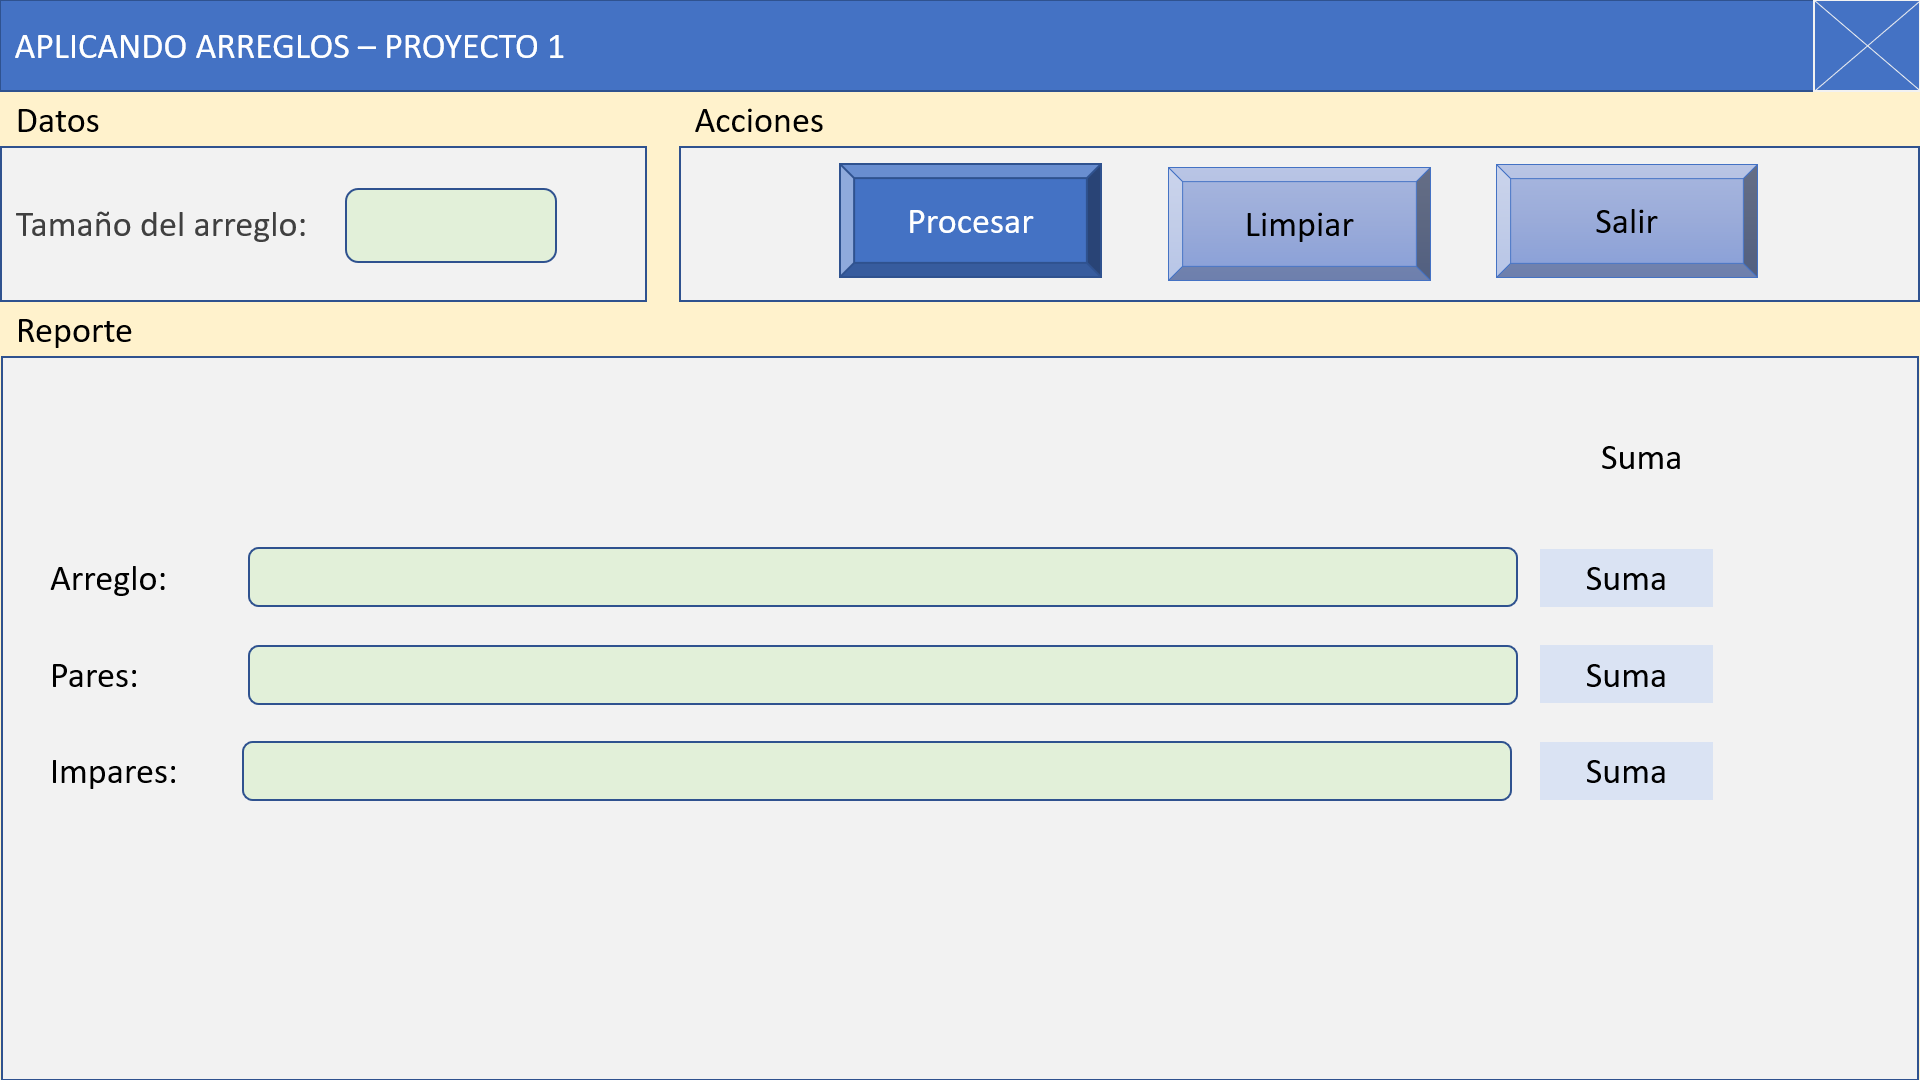 APLICANDO ARREGLOS – PROYECTO 1
Datos
Acciones
Tamaño del arreglo:
Procesar
Limpiar
Salir
Reporte
Suma
Arreglo:
Suma
Pares:
Suma
Impares:
Suma